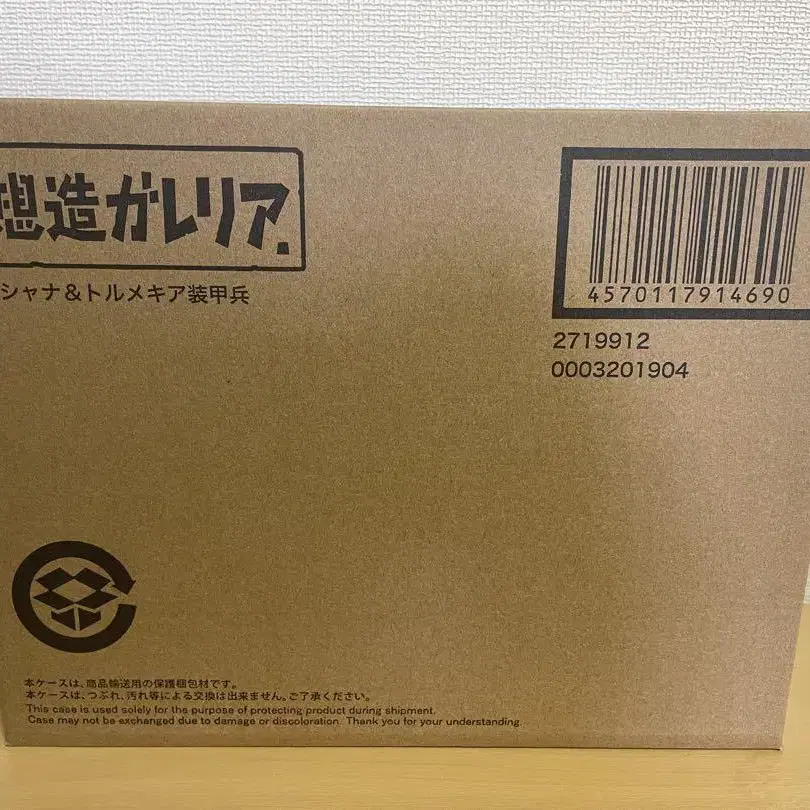 想造ガレリア.
シャナ&トルメキア装甲兵
4570117914690
2719912
0003201904
本ケースは、商品輸送用の保護梱包材です。
本ケースは、つぶれ、汚れ等による交換は出来ません。ご了承ください。
This case is used solely for the purpose of protecting product during shipment.
Case may not be exchanged due to damage or discoloration. Thank you for your understanding.